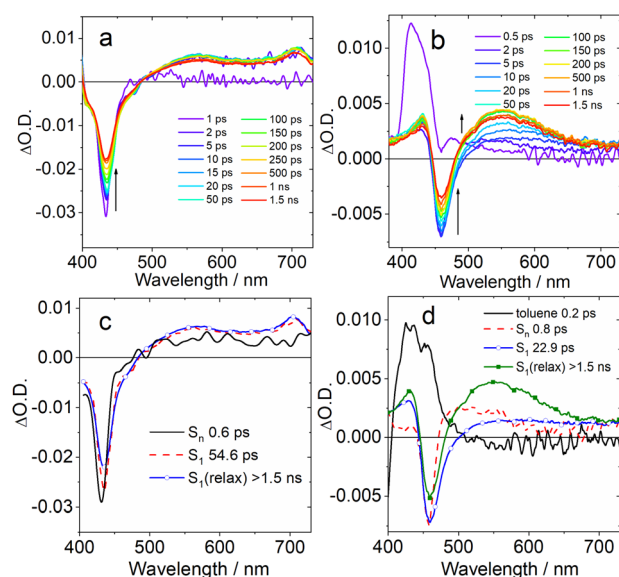 a
0.01
0.00
-0.01
-0.02
-0.03
ΔO.D.
1 ps 100 ps
2 ps 150 ps
5 ps 200 ps
10 ps 250 ps
15 ps 500 ps
20 ps 1 ns
50 ps 1.5 ns
400 500 600 700
Wavelength / nm
b
0.010
0.005
0.000
-0.005
ΔO.D.
0.5 ps 100 ps
2 ps 150 ps
5 ps 200 ps
10 ps 500 ps
20 ps 1 ns
50 ps 1.5 ns
400 500 600 700
Wavelength / nm
c
0.01
0.00
-0.01
-0.02
-0.03
ΔO.D.
Sn 0.6 ps
S1 54.6 ps
S1(relax) >1.5 ns
400 500 600 700
Wavelength / nm
d
0.010
0.005
0.000
-0.005
ΔO.D.
toluene 0.2 ps
Sn 0.8 ps
S1 22.9 ps
S1(relax) >1.5 ns
400 500 600 700
Wavelength / nm